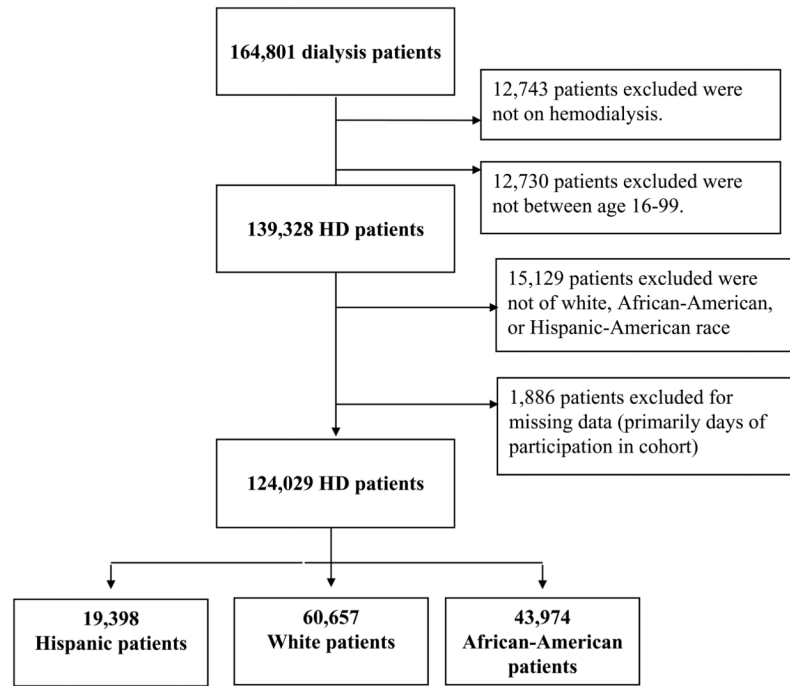 164,801 dialysis patients
12,743 patients excluded were
not on hemodialysis.
12,730 patients excluded were
not between age 16-99.
139,328 HD patients
15,129 patients excluded were
not of white, African-American,
or Hispanic-American race
1,886 patients excluded for
missing data (primarily days of
participation in cohort)
124,029 HD patients
19,398
Hispanic patients
60,657
White patients
43,974
African-American
patients